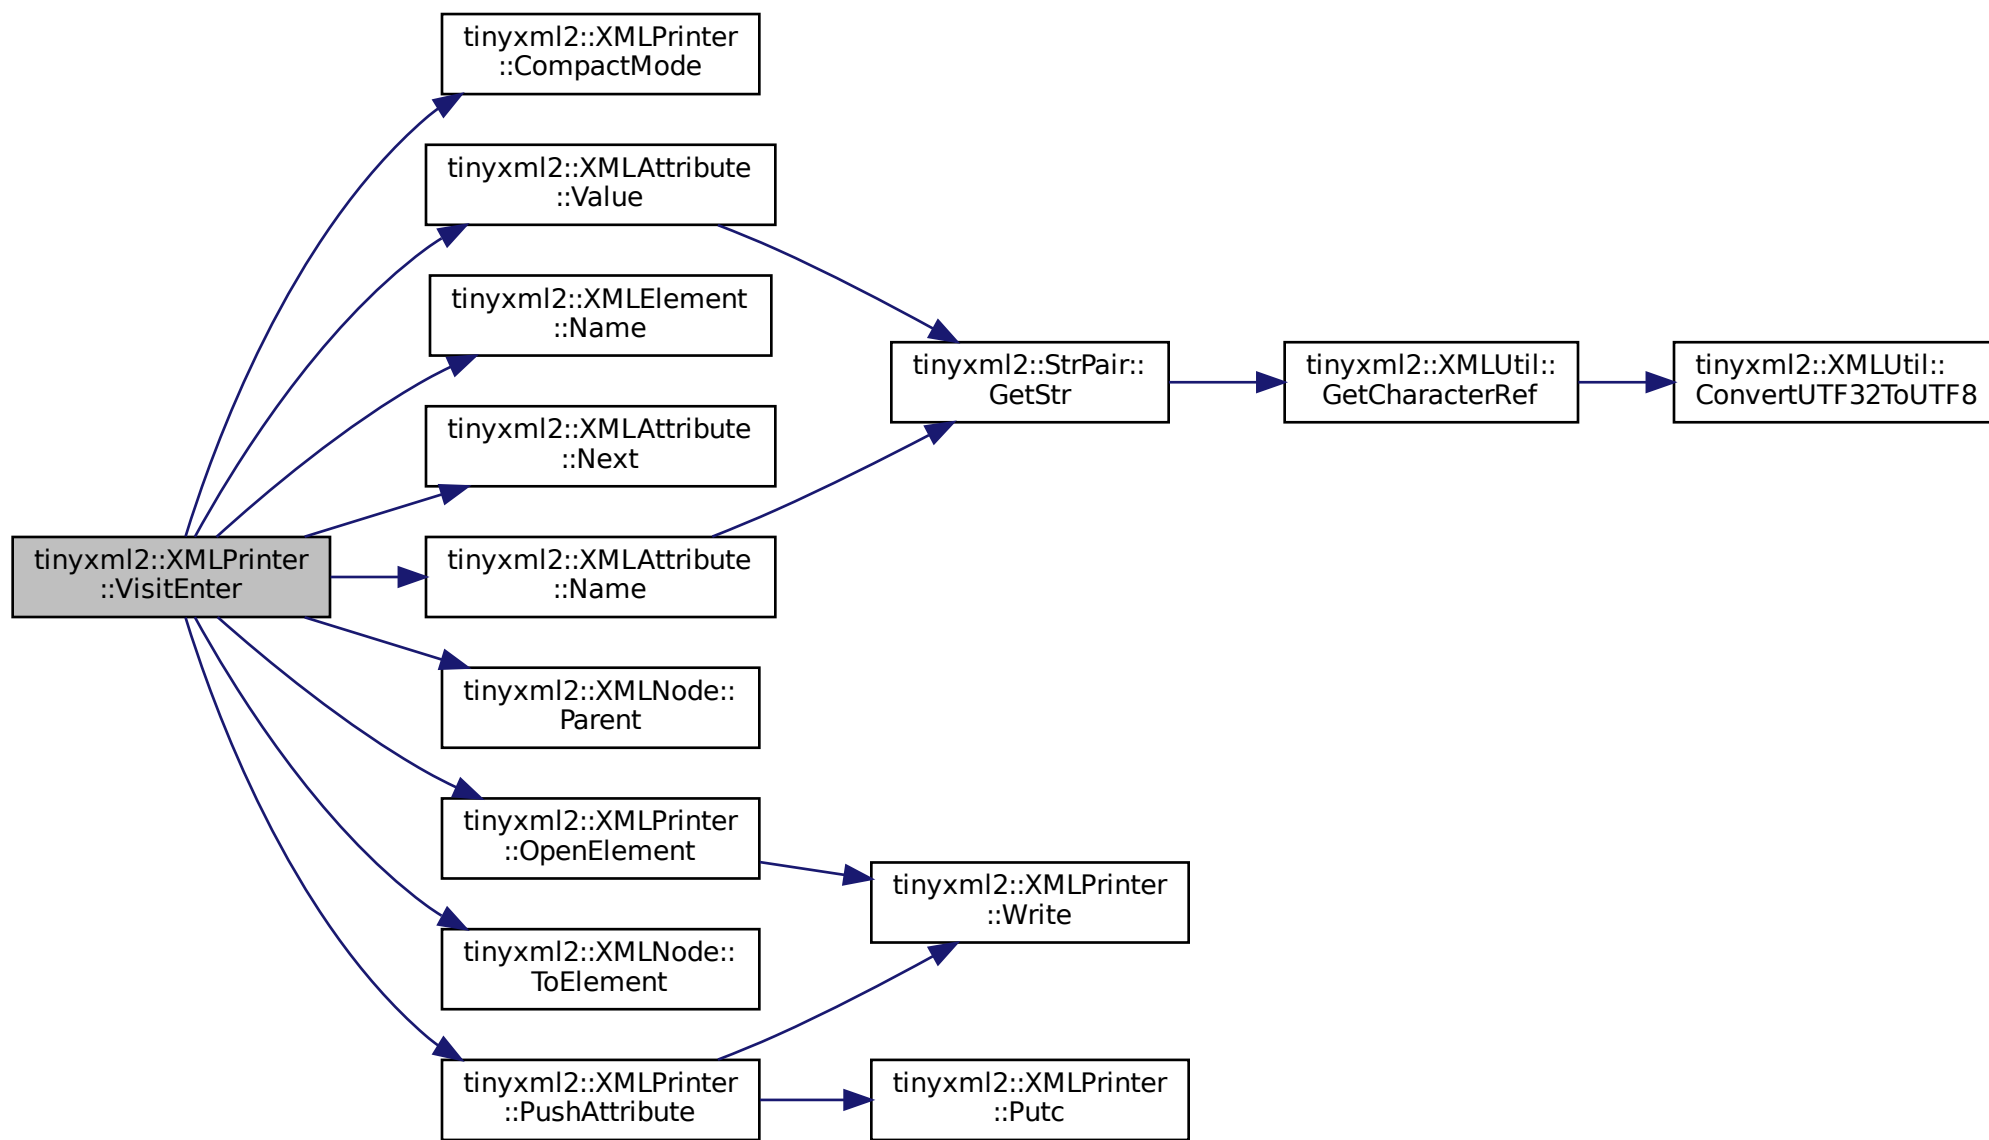 tinyxml2::XMLPrinter
::VisitEnter
tinyxml2::XMLPrinter
::CompactMode
tinyxml2::XMLAttribute
::Value
tinyxml2::XMLElement
::Name
tinyxml2::XMLAttribute
::Next
tinyxml2::XMLAttribute
::Name
tinyxml2::XMLNode::
Parent
tinyxml2::XMLPrinter
::OpenElement
tinyxml2::XMLNode::
ToElement
tinyxml2::XMLPrinter
::PushAttribute
tinyxml2::StrPair::
GetStr
tinyxml2::XMLUtil::
GetCharacterRef
tinyxml2::XMLUtil::
ConvertUTF32ToUTF8
tinyxml2::XMLPrinter
::Write
tinyxml2::XMLPrinter
::Putc